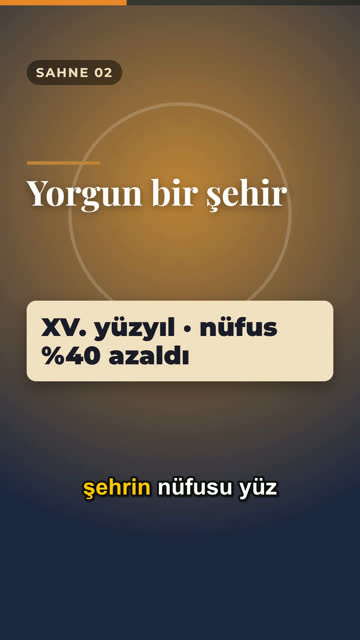 SAHNE 02
Yorgun bir şehir
XV. yüzyıl • nüfus
%40 azaldı
şehrin nüfusu yüz